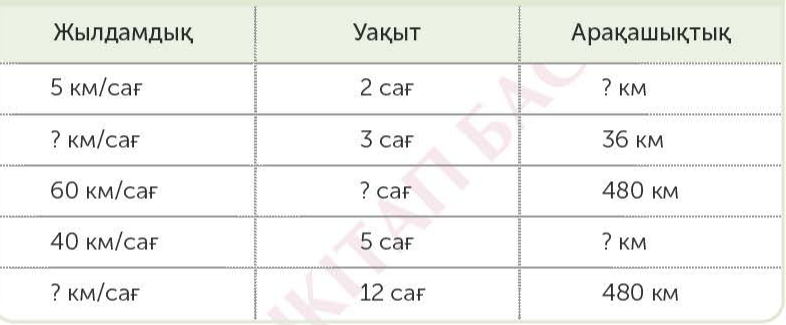 Жылдамдық Уақыт Арақашықтық
5 км/сағ 2 сағ ? км
? км/сағ 3 сағ 36 км
60 км/сағ ? сағ 480 км
40 км/сағ 5 сағ ? км
? км/сағ 12 сағ 480 км